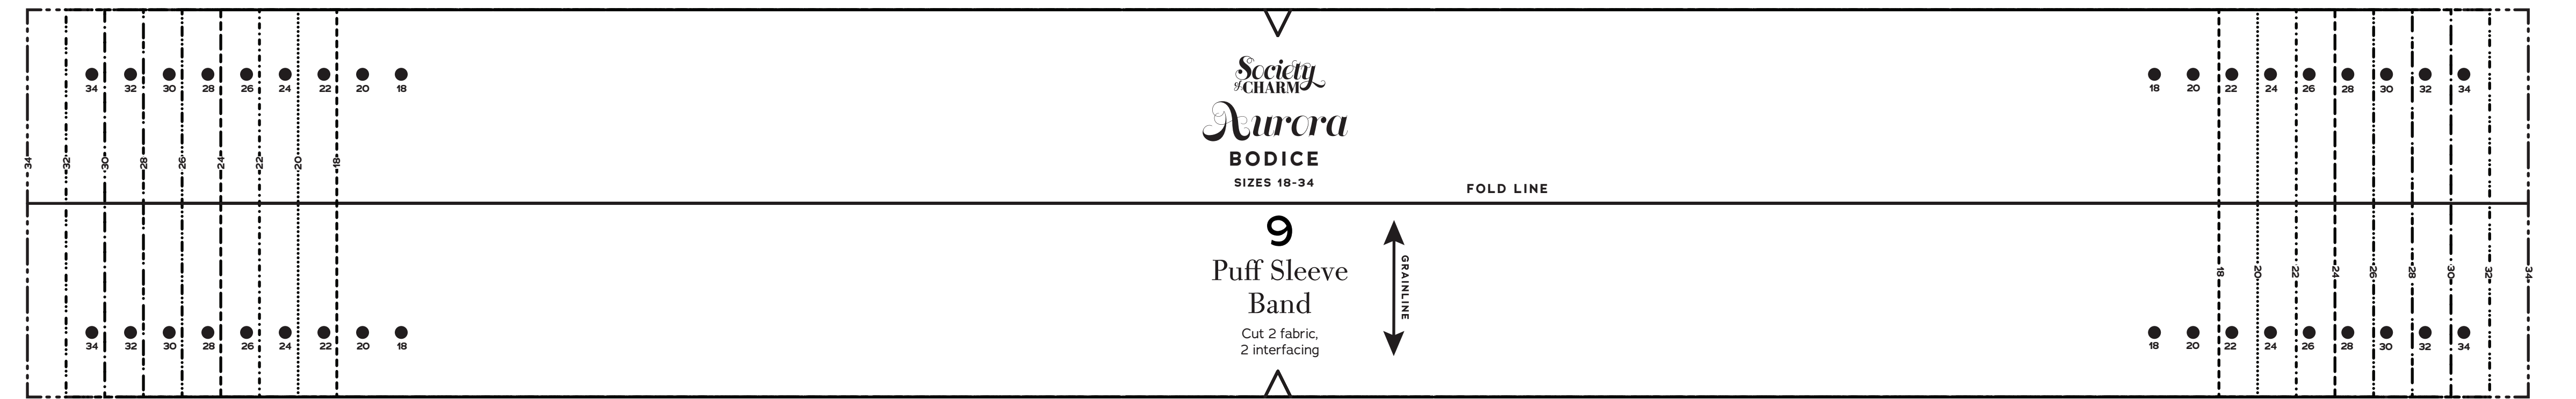 34 32 30 28 26 24 22 20 18
18 20 22 24 26 28 30 32 34
Society
of CHARM
Aurora
BODICE
SIZES 18-34
34 32 30 28 26 24 22 20 18
FOLD LINE
9
Puff Sleeve
Band
Cut 2 fabric,
2 interfacing
GRAINLINE
18 20 22 24 26 28 30 32 34
34 32 30 28 26 24 22 20 18
18 20 22 24 26 28 30 32 34